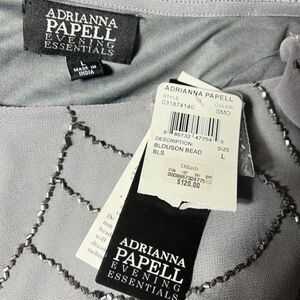 ADRIANNA
PAPELL
EVENING
ESSENTIALS
L
MADE IN
INDIA
ADRIANNA PAPELL
STYLE
COLOR
031874140
SMO
DESCRIPTION:
SIZE
BLOUSON BEAD
L
BLS
Dillard's
$120.00
ADRIANNA
PAPELL
EVENING
ESSENTIALS